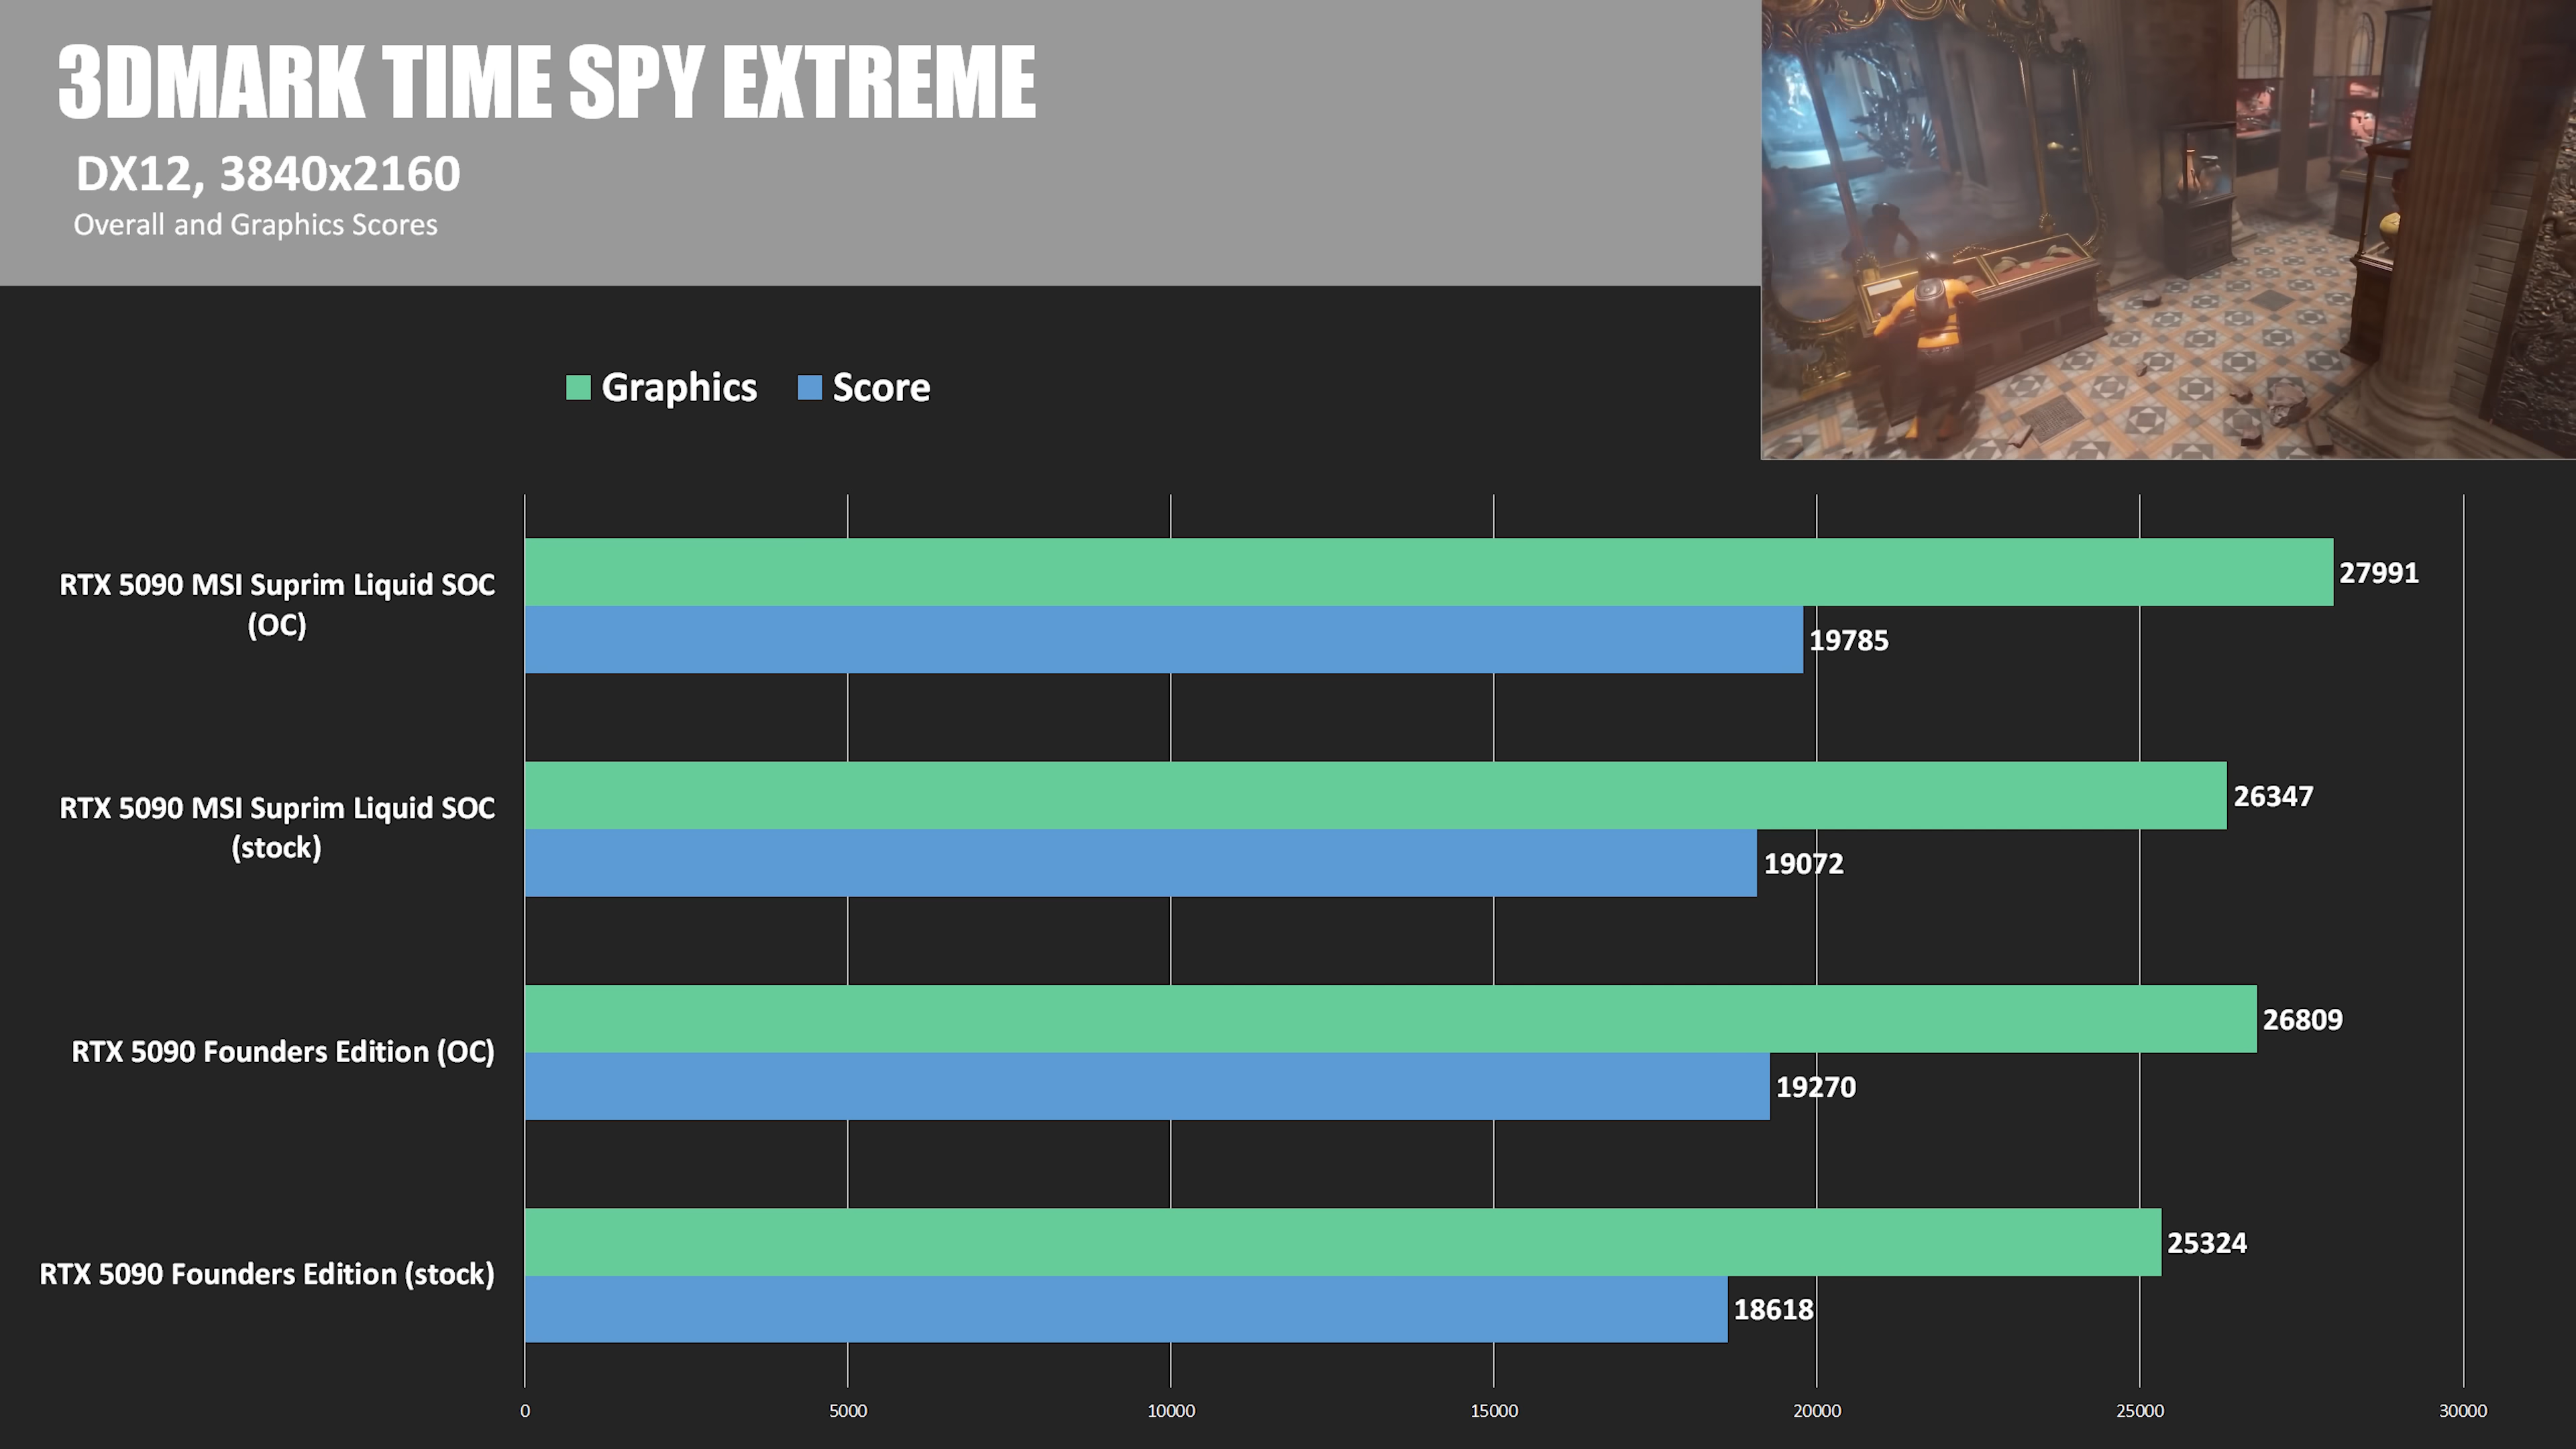 3DMARK TIME SPY EXTREME
DX12, 3840x2160
Overall and Graphics Scores
Graphics Score
RTX 5090 MSI Suprim Liquid SOC
(OC)
27991
19785
RTX 5090 MSI Suprim Liquid SOC
(stock)
26347
19072
RTX 5090 Founders Edition (OC)
26809
19270
RTX 5090 Founders Edition (stock)
25324
18618
0 5000 10000 15000 20000 25000 30000